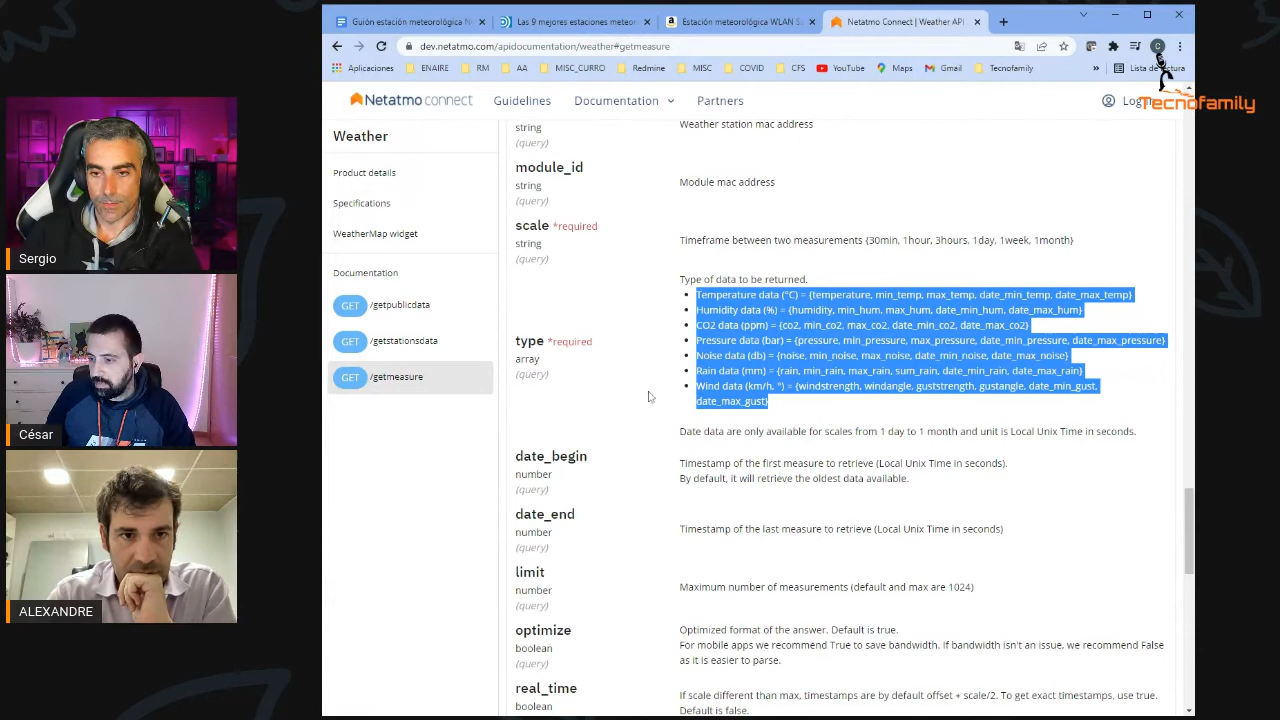 Guión estación meteorológica N
Las 9 mejores estaciones meteor
Estación meteorológica WLAN S
Netatmo Connect | Weather API
dev.netatmo.com/apidocumentation/weather#getmeasure
Aplicaciones ENAIRE RM AA MISC_CURRO Redmine MISC COVID CFS YouTube Maps Gmail Tecnofamily » Lista de lectura
Tecnofamily
Netatmo connect Guidelines Documentation Partners
Weather
Product details
Specifications
WeatherMap widget
Documentation
GET /getpublicdata
GET /getstationsdata
GET /getmeasure
string
(query)
Weather station mac address
module_id
string
(query)
Module mac address
scale *required
string
(query)
Timeframe between two measurements {30min, 1hour, 3hours, 1day, 1week, 1month}
type *required
array
(query)
Type of data to be returned.
Temperature data (°C) = {temperature, min_temp, max_temp, date_min_temp, date_max_temp}
Humidity data (%) = {humidity, min_hum, max_hum, date_min_hum, date_max_hum}
CO2 data (ppm) = {co2, min_co2, max_co2, date_min_co2, date_max_co2}
Pressure data (bar) = {pressure, min_pressure, max_pressure, date_min_pressure, date_max_pressure}
Noise data (db) = {noise, min_noise, max_noise, date_min_noise, date_max_noise}
Rain data (mm) = {rain, min_rain, max_rain, sum_rain, date_min_rain, date_max_rain}
Wind data (km/h, °) = {windstrength, windangle, guststrength, gustangle, date_min_gust,
date_max_gust}
Date data are only available for scales from 1 day to 1 month and unit is Local Unix Time in seconds.
date_begin
number
(query)
Timestamp of the first measure to retrieve (Local Unix Time in seconds).
By default, it will retrieve the oldest data available.
date_end
number
(query)
Timestamp of the last measure to retrieve (Local Unix Time in seconds)
limit
number
(query)
Maximum number of measurements (default and max are 1024)
optimize
boolean
(query)
Optimized format of the answer. Default is true.
For mobile apps we recommend True to save bandwidth. If bandwidth isn't an issue, we recommend False
as it is easier to parse.
real_time
boolean
If scale different than max, timestamps are by default offset + scale/2. To get exact timestamps, use true.
Default is false.
Sergio
César
ALEXANDRE